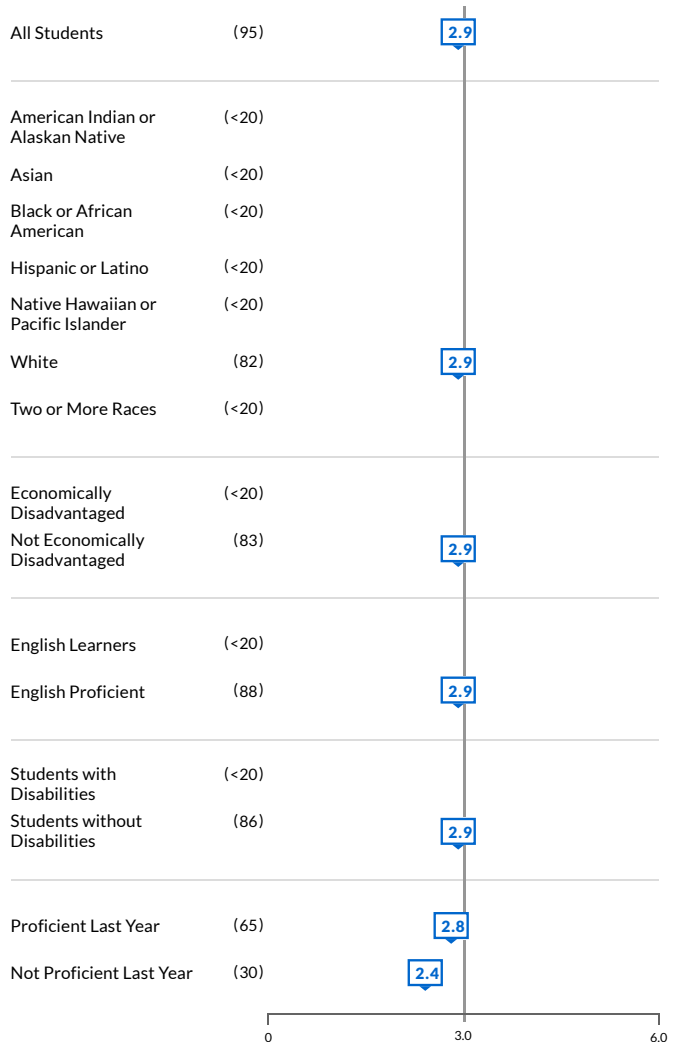 All Students (95) 2.9
American Indian or (<20)
Alaskan Native
Asian (<20)
Black or African (<20)
American
Hispanic or Latino (<20)
Native Hawaiian or (<20)
Pacific Islander
White (82) 2.9
Two or More Races (<20)
Economically (<20)
Disadvantaged
Not Economically (83) 2.9
Disadvantaged
English Learners (<20)
English Proficient (88) 2.9
Students with (<20)
Disabilities
Students without (86) 2.9
Disabilities
Proficient Last Year (65) 2.8
Not Proficient Last Year (30) 2.4
0 3.0 6.0